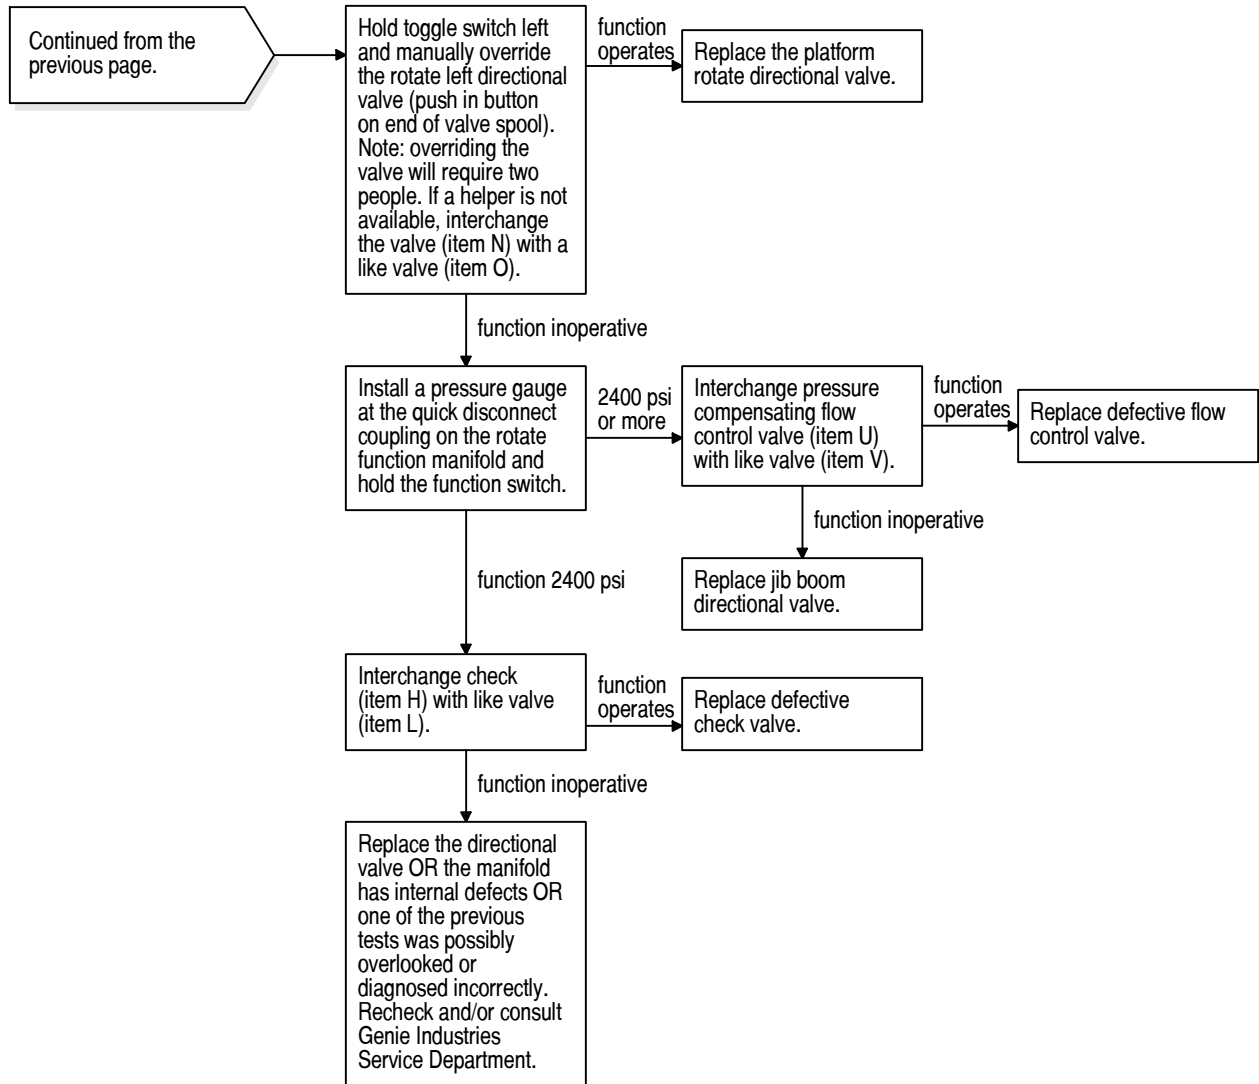 Continued from the
previous page.
Hold toggle switch left
and manually override
the rotate left directional
valve (push in button
on end of valve spool).
Note: overriding the
valve will require two
people. If a helper is not
available, interchange
the valve (item N) with a
like valve (item O).
function
operates
Replace the platform
rotate directional valve.
function inoperative
Install a pressure gauge
at the quick disconnect
coupling on the rotate
function manifold and
hold the function switch.
2400 psi
or more
Interchange pressure
compensating flow
control valve (item U)
with like valve (item V).
function
operates
Replace defective flow
control valve.
function inoperative
Replace jib boom
directional valve.
function 2400 psi
Interchange check
(item H) with like valve
(item L).
function
operates
Replace defective
check valve.
function inoperative
Replace the directional
valve OR the manifold
has internal defects OR
one of the previous
tests was possibly
overlooked or
diagnosed incorrectly.
Recheck and/or consult
Genie Industries
Service Department.